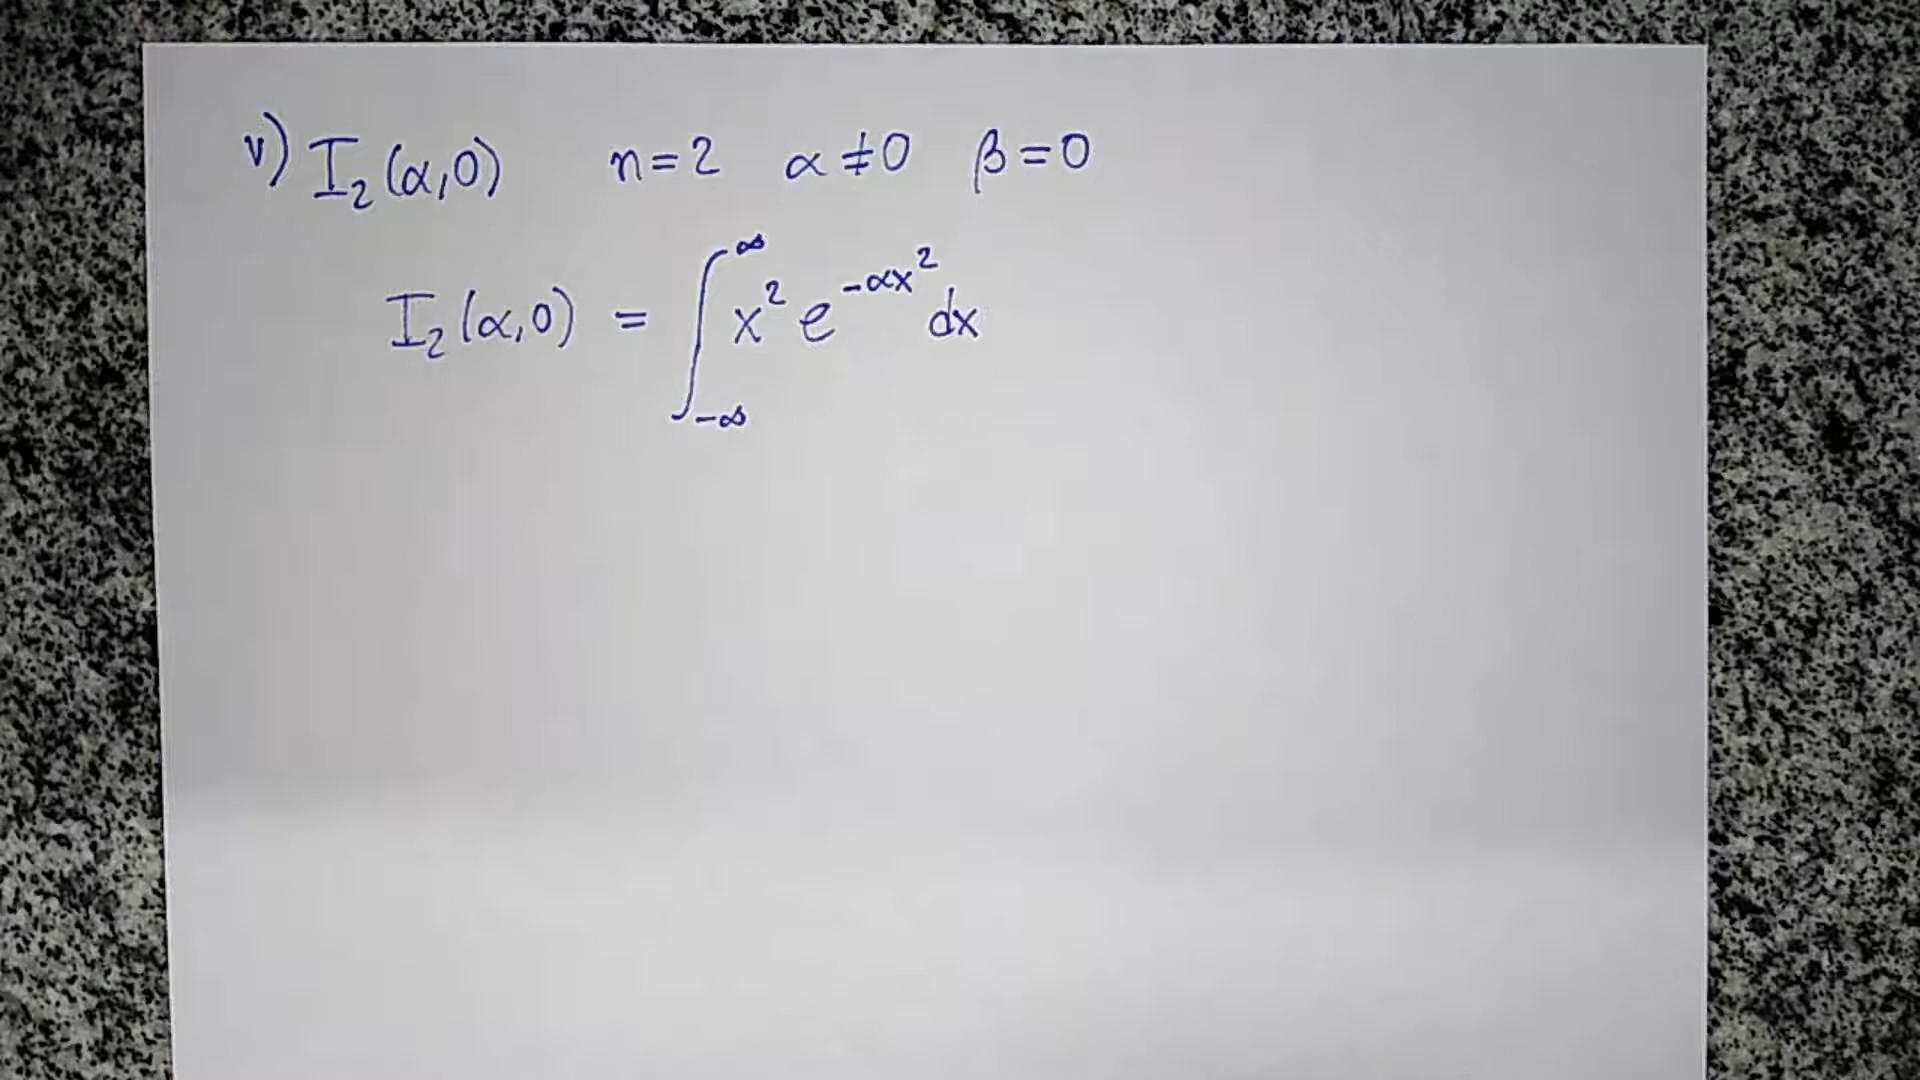 v) I₂(α,0) n=2 α≠0 β=0
I₂(α,0) = ∫_{-∞}^{∞} x² e^{-αx²} dx